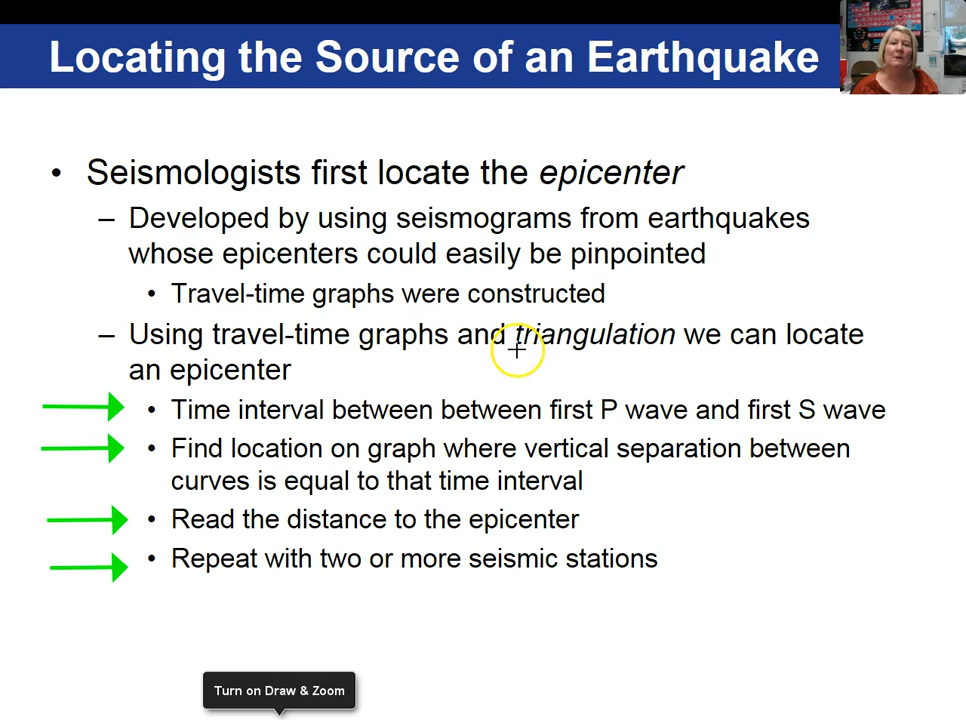 Locating the Source of an Earthquake
• Seismologists first locate the epicenter
– Developed by using seismograms from earthquakes
whose epicenters could easily be pinpointed
• Travel-time graphs were constructed
– Using travel-time graphs and triangulation we can locate
an epicenter
• Time interval between between first P wave and first S wave
• Find location on graph where vertical separation between
curves is equal to that time interval
• Read the distance to the epicenter
• Repeat with two or more seismic stations
Turn on Draw & Zoom